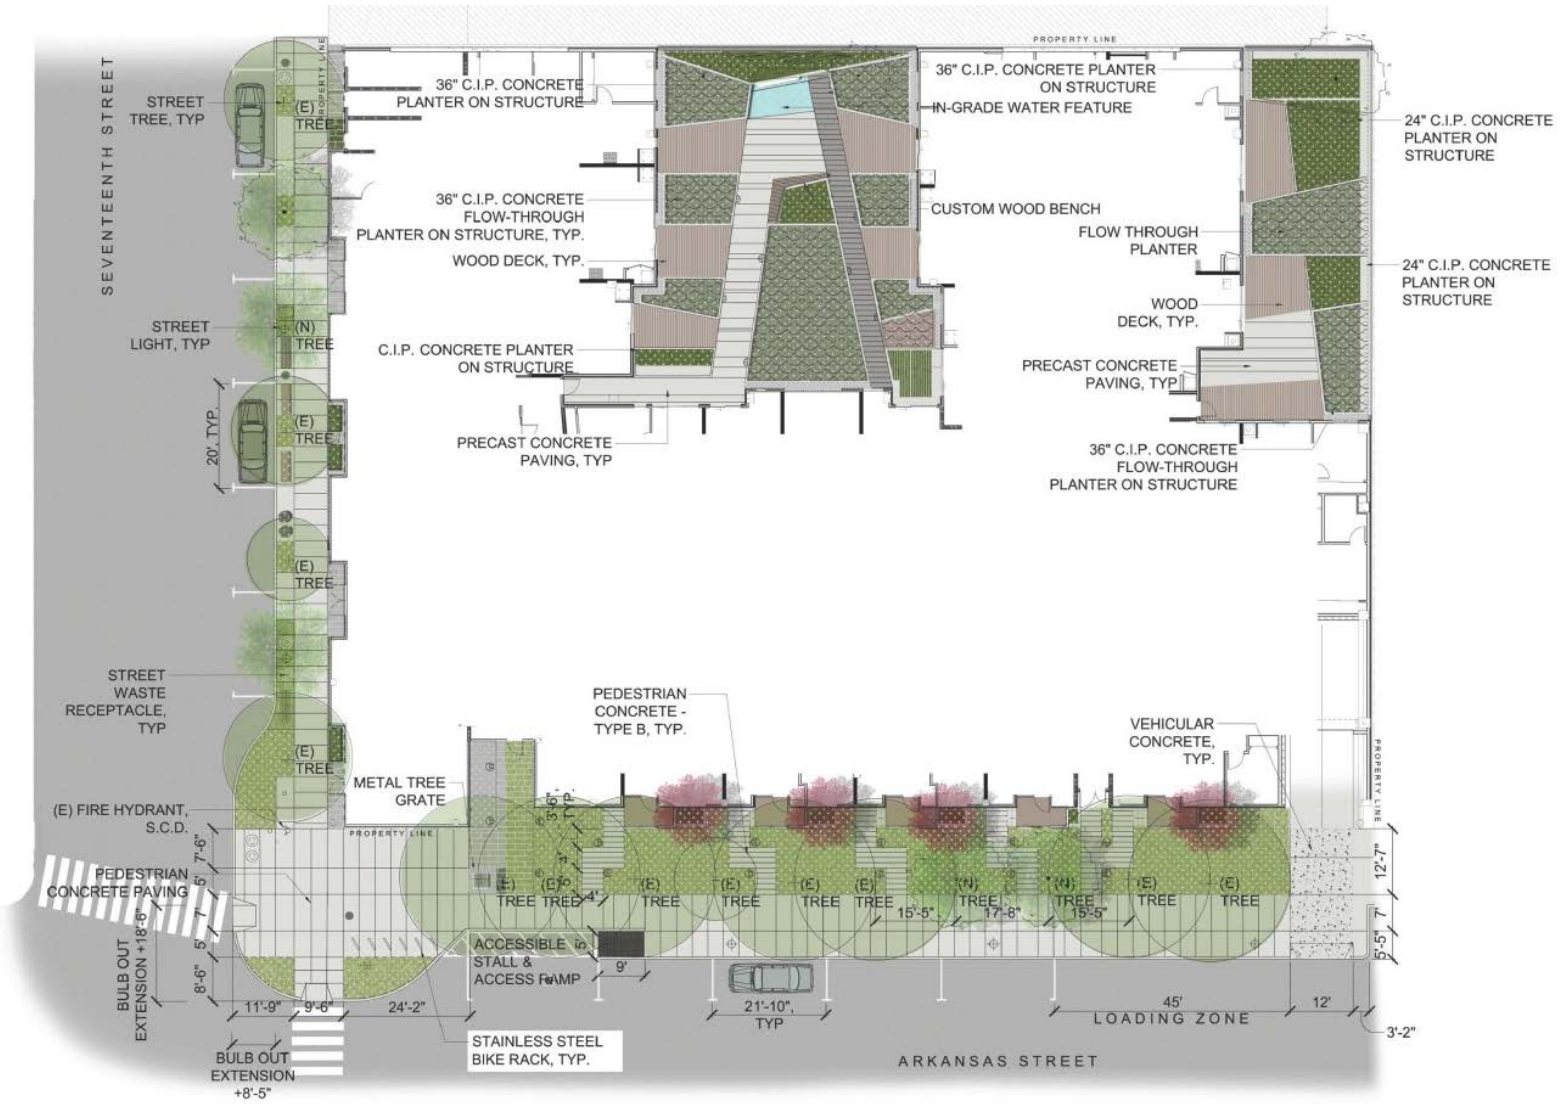 SEVENTEENTH STREET
PROPERTY LINE
STREET
TREE, TYP
(E)
TREE
36" C.I.P. CONCRETE
PLANTER ON STRUCTURE
36" C.I.P. CONCRETE
FLOW-THROUGH
PLANTER ON STRUCTURE, TYP.
WOOD DECK, TYP.
C.I.P. CONCRETE PLANTER
ON STRUCTURE
PRECAST CONCRETE
PAVING, TYP
PROPERTY LINE
36" C.I.P. CONCRETE PLANTER
ON STRUCTURE
IN-GRADE WATER FEATURE
CUSTOM WOOD BENCH
FLOW THROUGH
PLANTER
WOOD
DECK, TYP.
PRECAST CONCRETE
PAVING, TYP
36" C.I.P. CONCRETE
FLOW-THROUGH
PLANTER ON STRUCTURE
24" C.I.P. CONCRETE
PLANTER ON
STRUCTURE
24" C.I.P. CONCRETE
PLANTER ON
STRUCTURE
STREET
LIGHT, TYP
(N)
TREE
20', TYP.
(E)
TREE
(E)
TREE
STREET
WASTE
RECEPTACLE,
TYP
(E)
TREE
(E) FIRE HYDRANT,
S.C.D.
METAL TREE
GRATE
PROPERTY LINE
PEDESTRIAN
CONCRETE -
TYPE B, TYP.
VEHICULAR
CONCRETE,
TYP.
PROPERTY LINE
3'-6"
TYP.
PEDESTRIAN
CONCRETE PAVING
7'-6"
5'
7'
5'
8'-6"
BULB OUT
EXTENSION +18'-6"
(E)
TREE
(E)
TREE
4'
(E)
TREE
(E)
TREE
(E)
TREE
(E)
TREE
(N)
TREE
(N)
TREE
(E)
TREE
(E)
TREE
15'-5"
17'-8"
15'-5"
12'-7"
7'
5'-5"
ACCESSIBLE
STALL &
ACCESS RAMP
5'
9'
11'-9"
9'-6"
24'-2"
21'-10",
TYP
45'
12'
LOADING ZONE
3'-2"
STAINLESS STEEL
BIKE RACK, TYP.
BULB OUT
EXTENSION
+8'-5"
ARKANSAS STREET